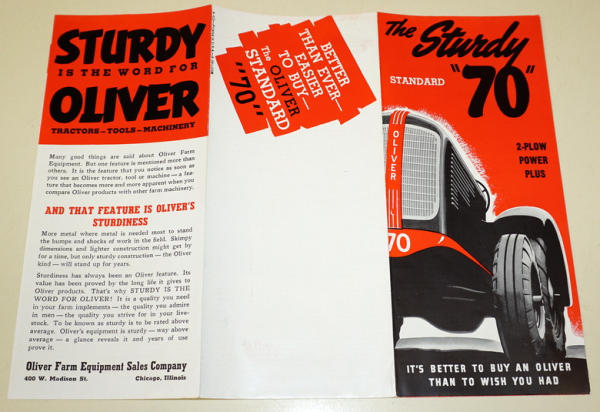 STURDY
IS THE WORD FOR
OLIVER
TRACTORS—TOOLS—MACHINERY
Many good things are said about Oliver Farm
Equipment. But one feature is mentioned more than
others. It is the feature that you notice as soon as
you see an Oliver tractor, tool or machine — a fea-
ture that becomes more and more apparent when you
compare Oliver products with other farm machinery.
AND THAT FEATURE IS OLIVER'S
STURDINESS
More metal where metal is needed most to stand
the bumps and shocks of work in the field. Skimpy
dimensions and lighter construction might get by
for a time, but only sturdy construction — the Oliver
kind — will stand up for years.
Sturdiness has always been an Oliver feature. Its
value has been proved by the long life it gives to
Oliver products. That's why STURDY IS THE
WORD FOR OLIVER! It is a quality you need
in your farm implements — the quality you admire
in men — the quality you strive for in your live-
stock. To be known as sturdy is to be rated above
average. Oliver's equipment is sturdy — way above
average — a glance reveals it and years of use
prove it.
Oliver Farm Equipment Sales Company
400 W. Madison St. Chicago, Illinois
BETTER
THAN EVER—
EASIER
TO BUY—
The OLIVER
STANDARD
"70"
The Sturdy
STANDARD "70"
2-PLOW
POWER
PLUS
OLIVER
70
IT'S BETTER TO BUY AN OLIVER
THAN TO WISH YOU HAD